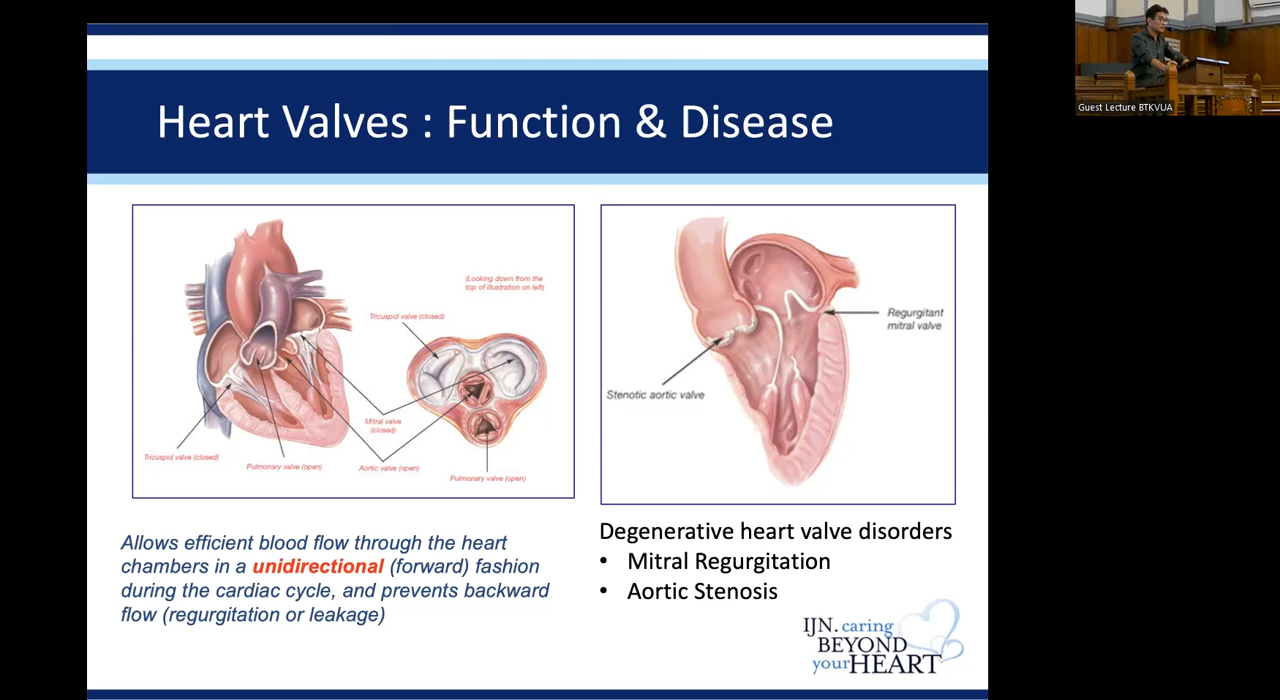 Guest Lecture BTKVUA
Heart Valves : Function & Disease
(Looking down from the
top of illustration on left)
Tricuspid valve (closed)
Mitral valve
(closed)
Tricuspid valve (closed)
Pulmonary valve (open)
Aortic valve (open)
Pulmonary valve (open)
Regurgitant
mitral valve
Stenotic aortic valve
Allows efficient blood flow through the heart
chambers in a unidirectional (forward) fashion
during the cardiac cycle, and prevents backward
flow (regurgitation or leakage)
Degenerative heart valve disorders
• Mitral Regurgitation
• Aortic Stenosis
IJN. caring
BEYOND
your HEART